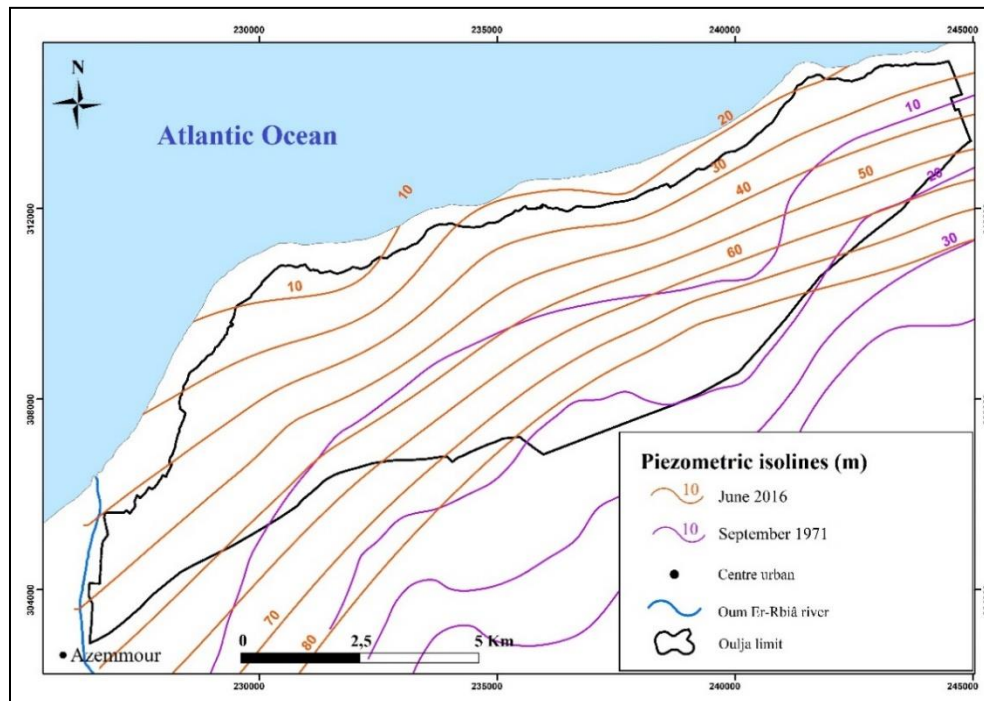 230000
235000
240000
245000
N
Atlantic Ocean
312000
308000
304000
10
20
10
30
50
20
40
10
60
30
70
80
Azemmour
0
2,5
5 Km
Piezometric isolines (m)
10 June 2016
10 September 1971
Centre urban
Oum Er-Rbiâ river
Oulja limit
230000
235000
240000
245000